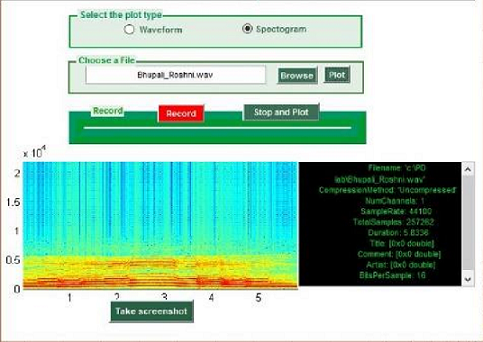 Select the plot type
Waveform
Spectogram
Choose a File
Bhupali_Roshni.wav
Browse
Plot
Record
Record
Stop and Plot
x 10⁴
2
1.5
1
0.5
0
1
2
3
4
5
Filename: 'c:\PD
lab\Bhupali_Roshni.wav'
CompressionMethod: 'Uncompressed'
NumChannels: 1
SampleRate: 44100
TotalSamples: 257262
Duration: 5.8336
Title: [0x0 double]
Comment: [0x0 double]
Artist: [0x0 double]
BitsPerSample: 16
Take screenshot